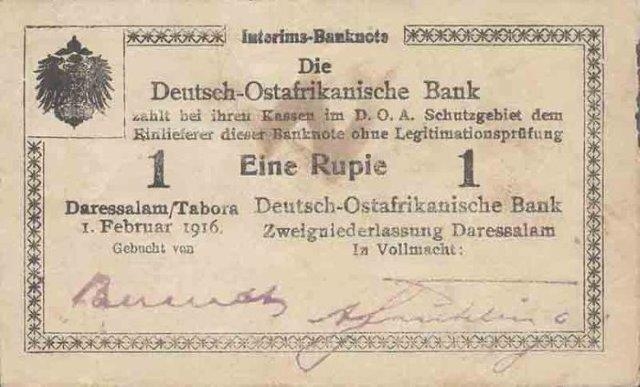 Interims-Banknote
Die
Deutsch-Ostafrikanische Bank
zahlt bei ihren Kassen im D. O. A. Schutzgebiet dem
Einlieferer dieser Banknote ohne Legitimationsprüfung
1 Eine Rupie 1
Daressalam/Tabora
1. Februar 1916.
Gebucht von
Deutsch-Ostafrikanische Bank
Zweigniederlassung Daressalam
In Vollmacht: